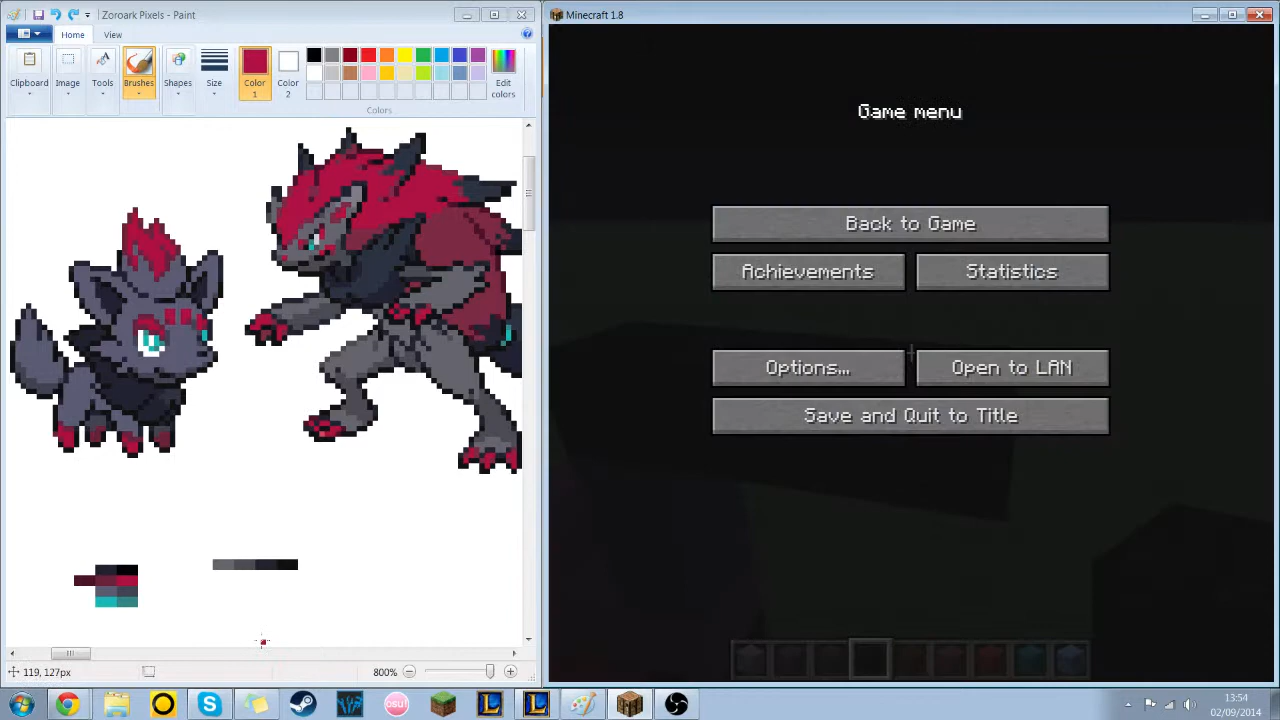 Zoroark Pixels - Paint
Home
View
Clipboard
Image
Tools
Brushes
Shapes
Size
Color 1
Color 2
Edit colors
Colors
119, 127px
800%
Minecraft 1.8
Game menu
Back to Game
Achievements
Statistics
Options...
Open to LAN
Save and Quit to Title
13:54
02/09/2014